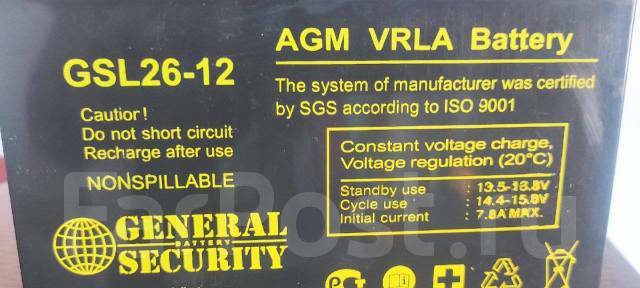 AGM VRLA Battery
GSL26-12
The system of manufacturer was certified
by SGS according to ISO 9001
Cautior!
Do not short circuit
Recharge after use
NONSPILLABLE
Constant voltage charge,
Voltage regulation (20°C)
Standby use : 13.5-13.8V
Cycle use : 14.4-15.0V
Initial current : 7.8A MAX.
GENERAL
BATTERY
SECURITY
FarPost.ru